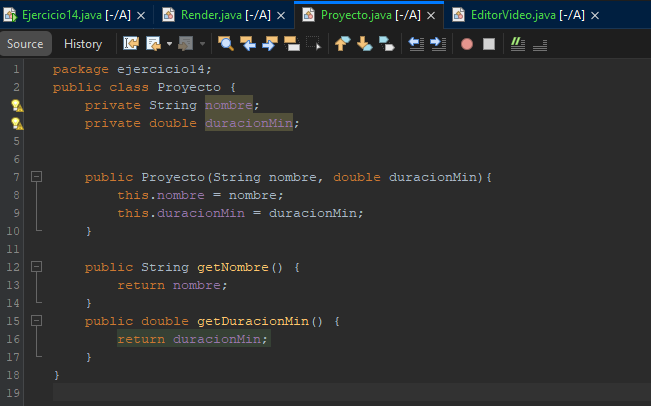 Ejercicio14.java [-/A] Render.java [-/A] Proyecto.java [-/A] EditorVideo.java [-/A]
Source History
1 package ejercicio14;
2 public class Proyecto {
private String nombre;
private double duracionMin;
5
6
7 public Proyecto(String nombre, double duracionMin){
8 this.nombre = nombre;
9 this.duracionMin = duracionMin;
10 }
11
12 public String getNombre() {
13 return nombre;
14 }
15 public double getDuracionMin() {
16 return duracionMin;
17 }
18 }
19